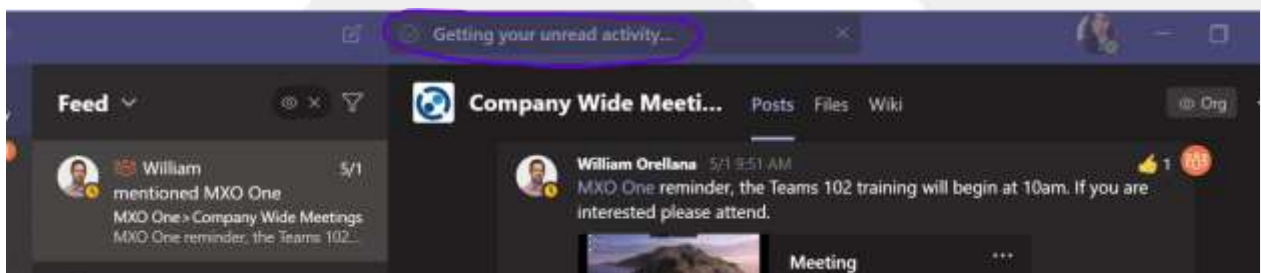 Getting your unread activity...
Feed
Company Wide Meeti... Posts Files Wiki
Org
William 5/1
mentioned MXO One
MXO One > Company Wide Meetings
MXO One reminder, the Teams 102...
William Orellana 5/1 9:51 AM
1
MXO One reminder, the Teams 102 training will begin at 10am. If you are
interested please attend.
Meeting